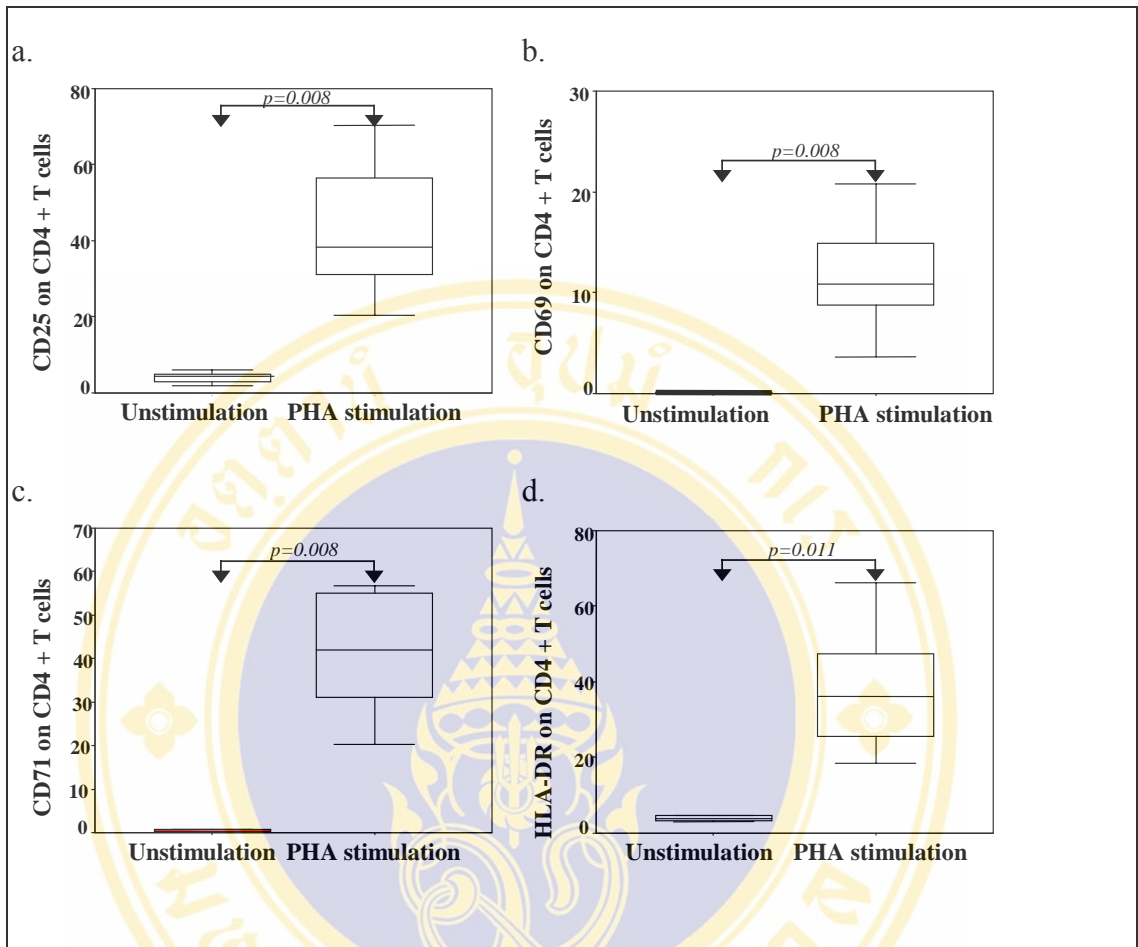 a.
80
60
40
20
0
CD25 on CD4 + T cells
p=0.008
Unstimulation PHA stimulation
b.
30
20
10
0
CD69 on CD4 + T cells
p=0.008
Unstimulation PHA stimulation
c.
70
60
50
40
30
20
10
0
CD71 on CD4 + T cells
p=0.008
Unstimulation PHA stimulation
d.
80
60
40
20
0
HLA-DR on CD4 + T cells
p=0.011
Unstimulation PHA stimulation